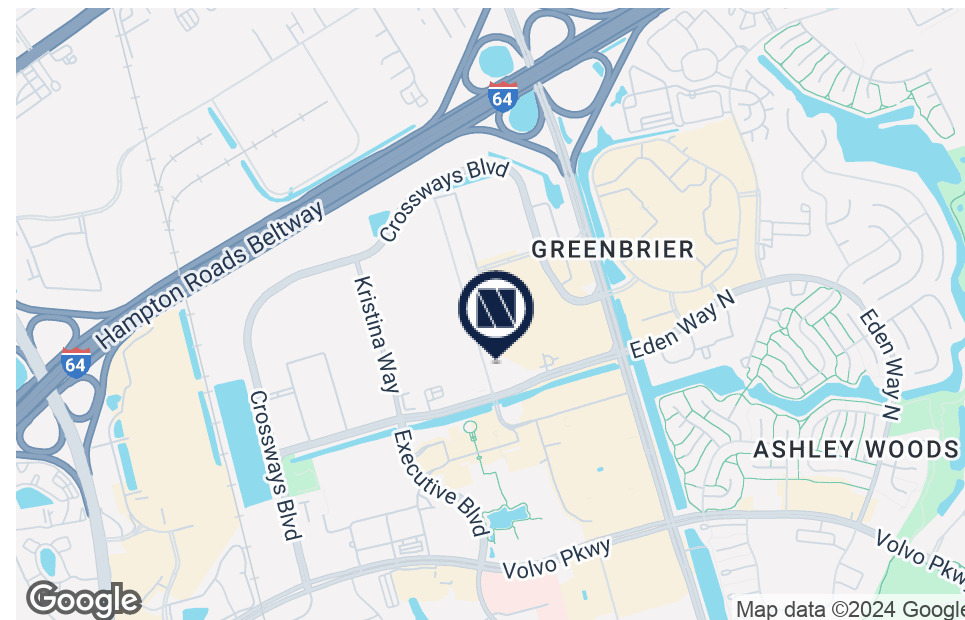 64
Crossways Blvd
Hampton Roads Beltway
GREENBRIER
Kristina Way
Eden Way N
Eden Way N
64
Crossways Blvd
Executive Blvd
ASHLEY WOODS
Volvo Pkwy
Volvo Pkw
Google
Map data ©2024 Google